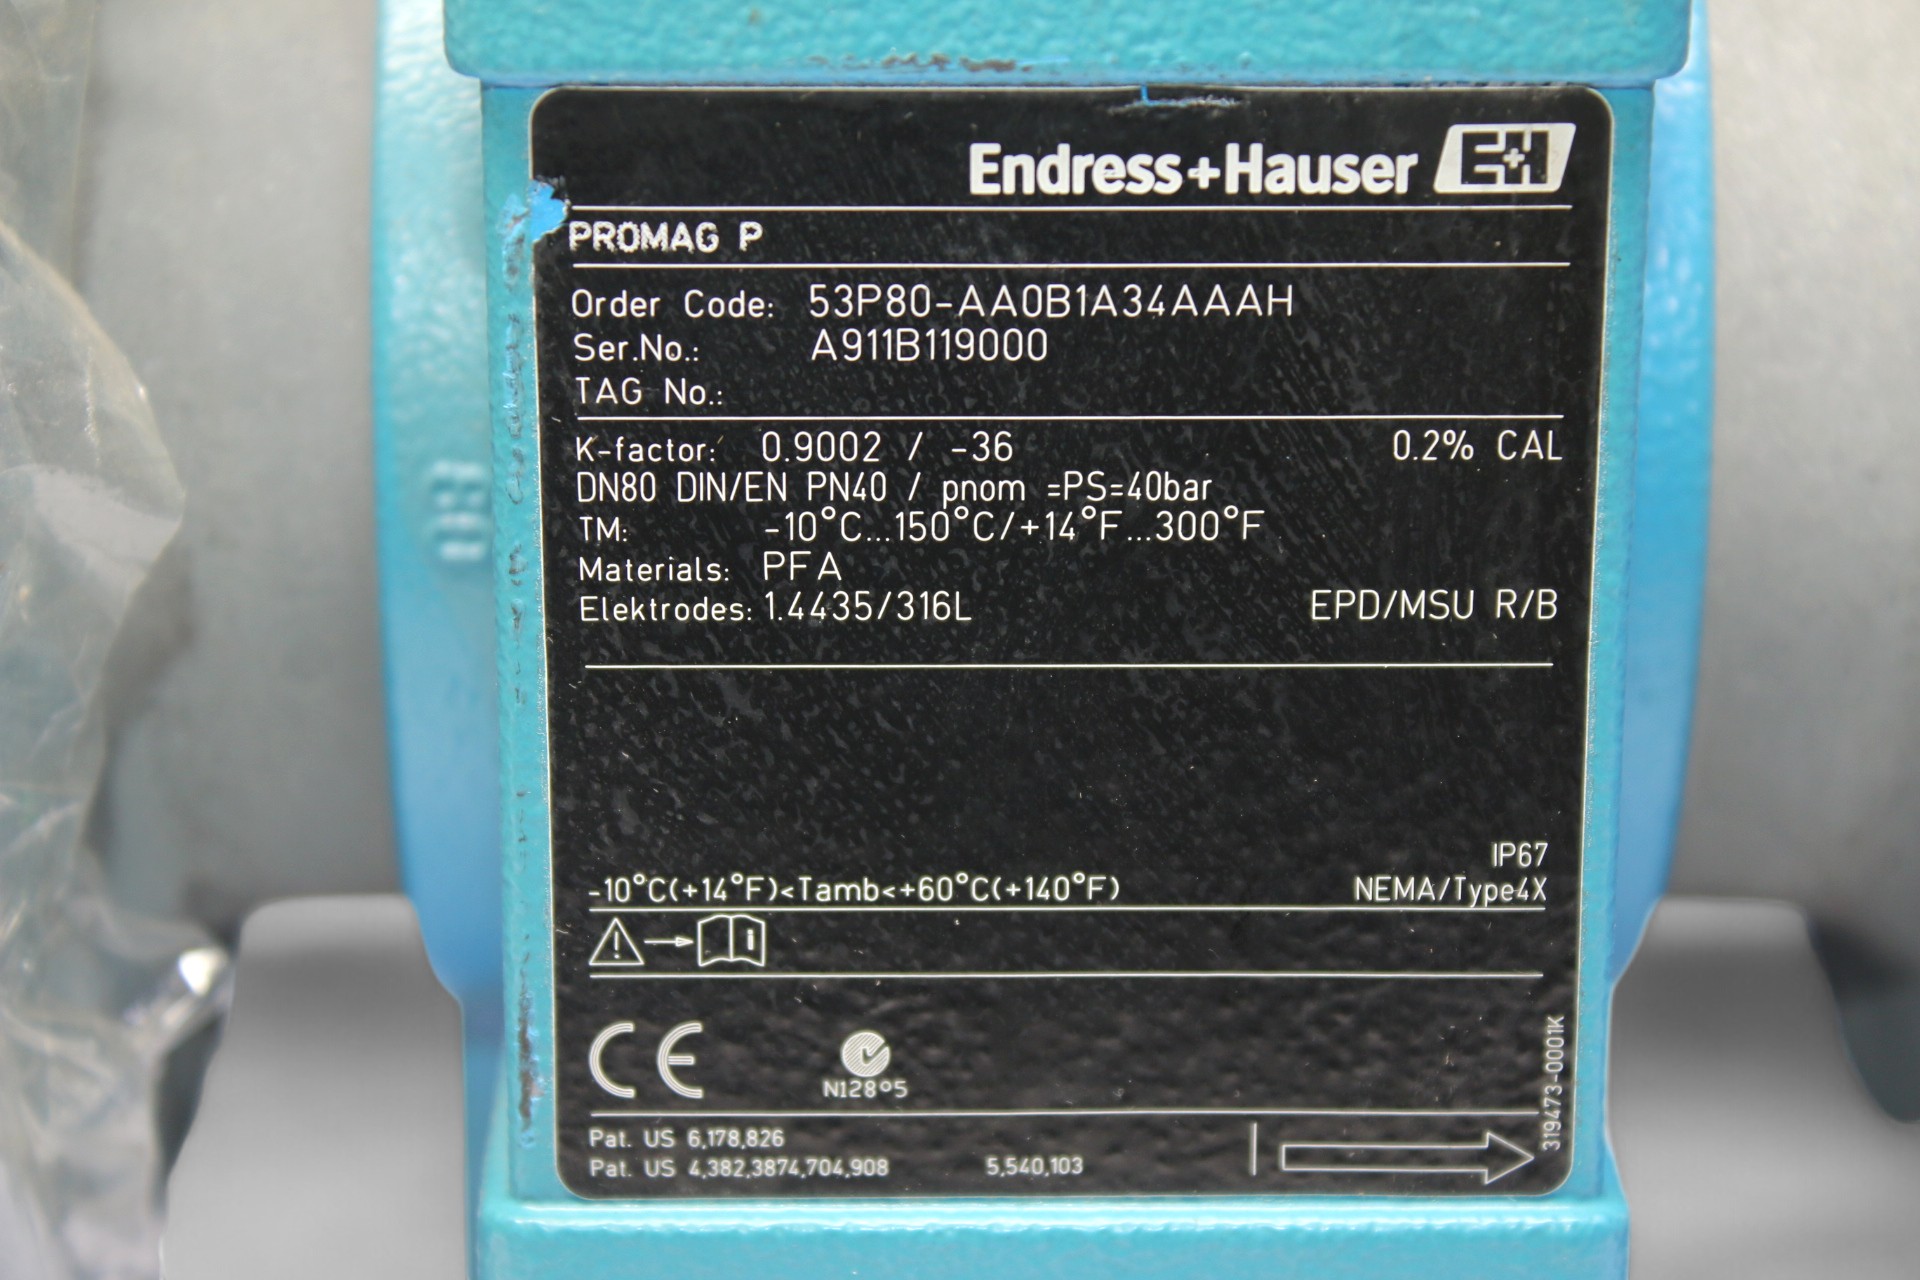 Endress+Hauser E+H
PROMAG P
Order Code: 53P80-AA0B1A34AAAH
Ser.No.: A911B119000
TAG No.:
K-factor: 0.9002 / -36 0.2% CAL
DN80 DIN/EN PN40 / pnom =PS=40bar
TM: -10°C...150°C/+14°F...300°F
Materials: PFA
Elektrodes: 1.4435/316L EPD/MSU R/B
IP67
-10°C(+14°F)<Tamb<+60°C(+140°F) NEMA/Type4X
i
CE
N12895
Pat. US 6,178,826
Pat. US 4,382,3874,704,908 5,540,103
319473-0001K